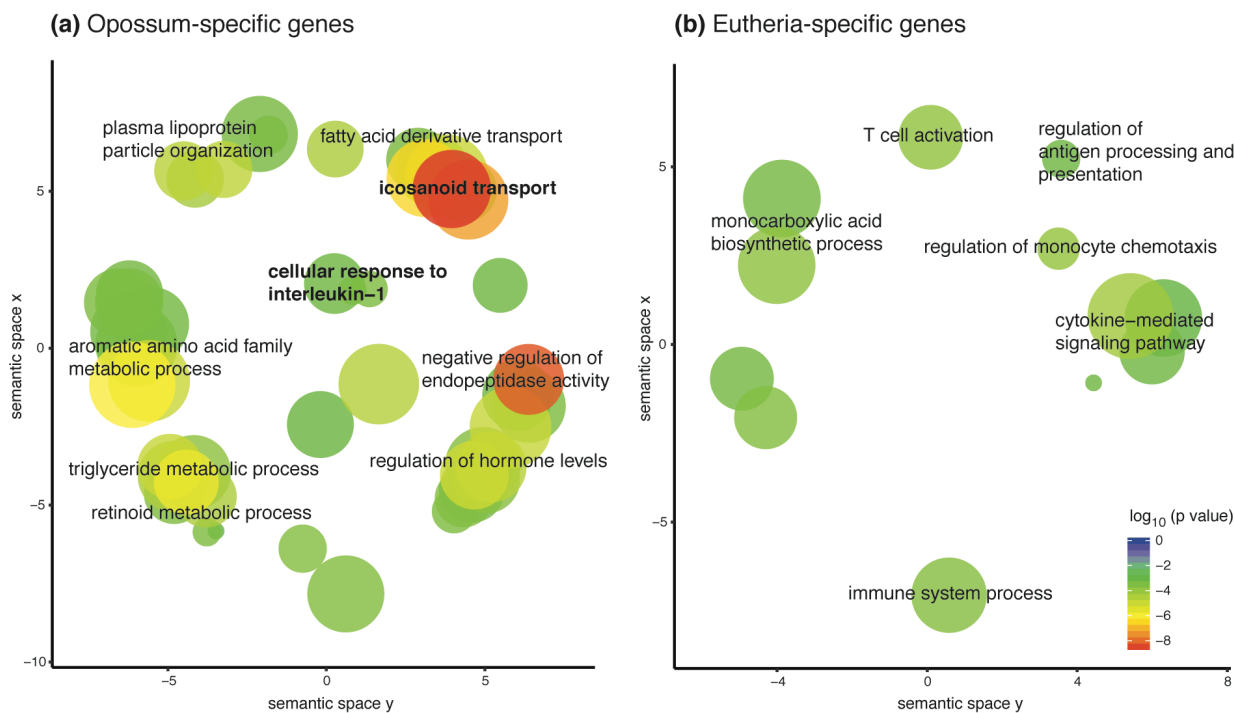 (a) Opossum-specific genes
plasma lipoprotein
particle organization
fatty acid derivative transport
icosanoid transport
cellular response to
interleukin−1
aromatic amino acid family
metabolic process
negative regulation of
endopeptidase activity
triglyceride metabolic process
regulation of hormone levels
retinoid metabolic process
5
0
−5
−10
semantic space x
−5
0
5
semantic space y
(b) Eutheria-specific genes
T cell activation
regulation of
antigen processing and
presentation
monocarboxylic acid
biosynthetic process
regulation of monocyte chemotaxis
cytokine−mediated
signaling pathway
immune system process
5
0
−5
semantic space x
−4
0
4
8
semantic space y
log10 (p value)
0
−2
−4
−6
−8